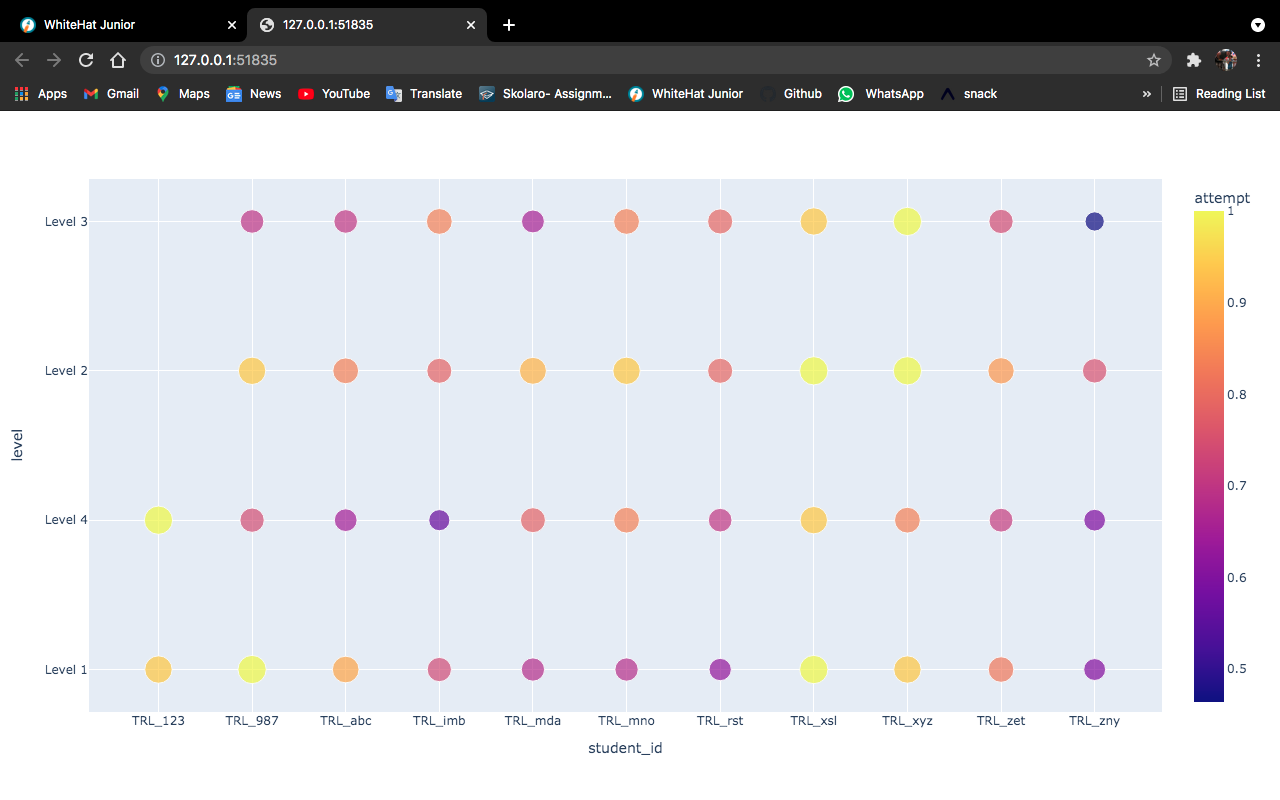 WhiteHat Junior 127.0.0.1:51835
127.0.0.1:51835
Apps Gmail Maps News YouTube Translate Skolaro- Assignm... WhiteHat Junior Github WhatsApp snack » Reading List
attempt
Level 3
Level 2
Level 4
Level 1
level
1
0.9
0.8
0.7
0.6
0.5
TRL_123 TRL_987 TRL_abc TRL_imb TRL_mda TRL_mno TRL_rst TRL_xsl TRL_xyz TRL_zet TRL_zny
student_id